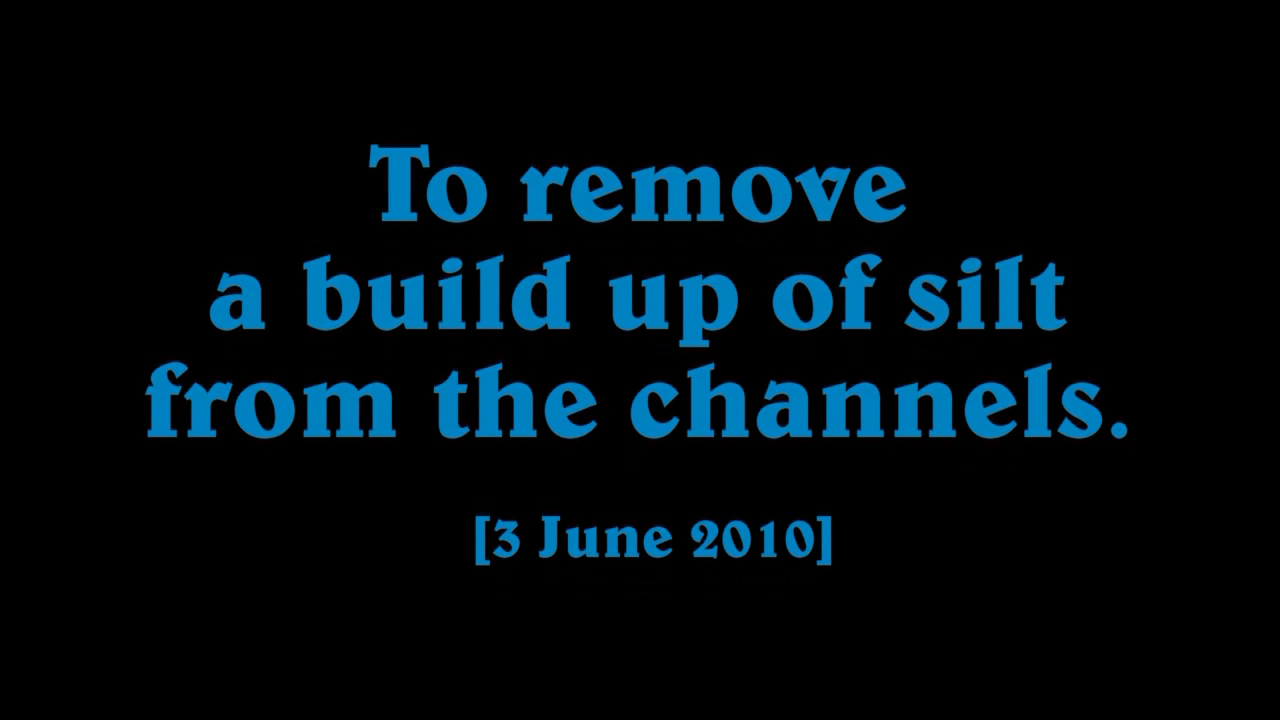 To remove
a build up of silt
from the channels.
[3 June 2010]